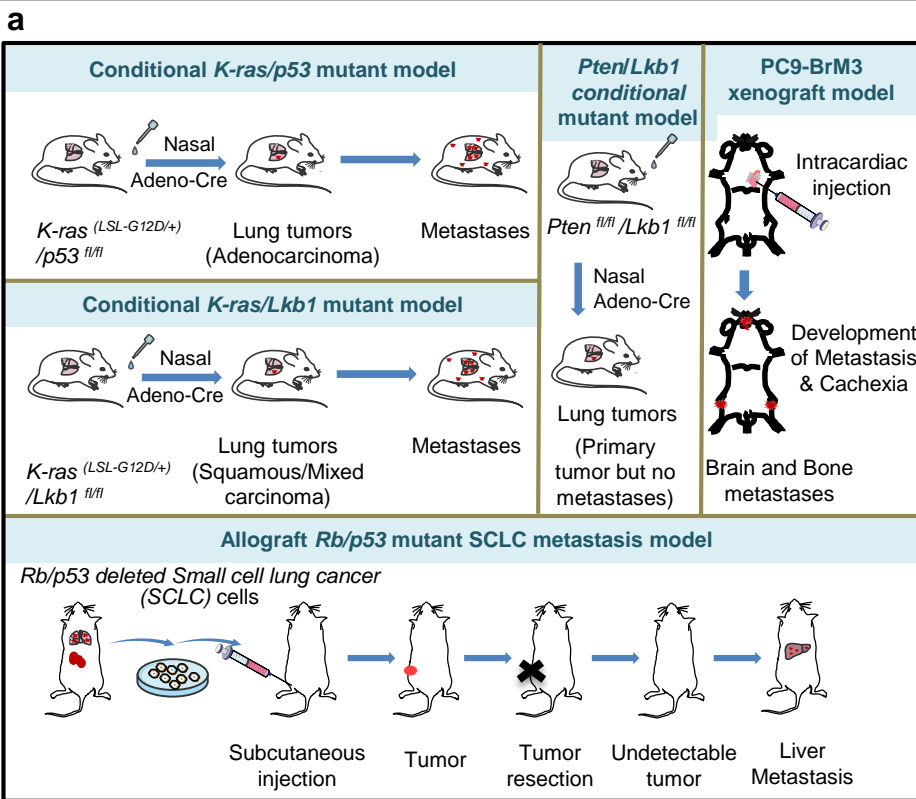 a
Conditional K-ras/p53 mutant model
Nasal
Adeno-Cre
K-ras (LSL-G12D/+)
/p53 fl/fl
Lung tumors
(Adenocarcinoma)
Metastases
Conditional K-ras/Lkb1 mutant model
Nasal
Adeno-Cre
K-ras (LSL-G12D/+)
/Lkb1 fl/fl
Lung tumors
(Squamous/Mixed
carcinoma)
Metastases
Pten/Lkb1
conditional
mutant model
Pten fl/fl /Lkb1 fl/fl
Nasal
Adeno-Cre
Lung tumors
(Primary
tumor but no
metastases)
PC9-BrM3
xenograft model
Intracardiac
injection
Development
of Metastasis
& Cachexia
Brain and Bone
metastases
Allograft Rb/p53 mutant SCLC metastasis model
Rb/p53 deleted Small cell lung cancer
(SCLC) cells
Subcutaneous
injection
Tumor
Tumor
resection
Undetectable
tumor
Liver
Metastasis